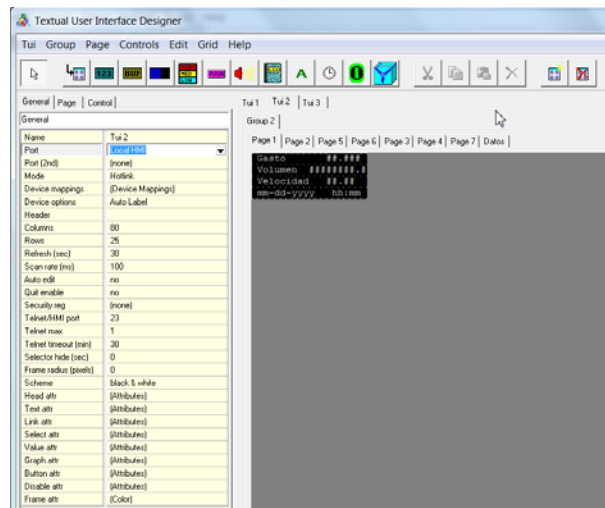 Textual User Interface Designer
Tui Group Page Controls Edit Grid Help
123 BUF A 0
General Page Control
Tui 1 Tui 2 Tui 3
General
Group 2
Page 1 Page 2 Page 5 Page 6 Page 3 Page 4 Page 7 Datos
Name Tui 2
Port Local HMI
Port (2nd) (none)
Mode Hotlink
Device mappings (Device Mappings)
Device options Auto Label
Header
Columns 80
Rows 25
Refresh (sec) 30
Scan rate (ms) 100
Auto edit no
Quit enable no
Security reg (none)
Telnet/HMI port 23
Telnet max 1
Telnet timeout (min) 30
Selector hide (sec) 0
Frame radius (pixels) 0
Scheme black & white
Head attr (Attributes)
Text attr (Attributes)
Link attr (Attributes)
Select attr (Attributes)
Value attr (Attributes)
Graph attr (Attributes)
Button attr (Attributes)
Disable attr (Attributes)
Frame attr (Color)
Gasto ##.###
Volumen ########.#
Velocidad ##.##
mm-dd-yyyy hh:mm